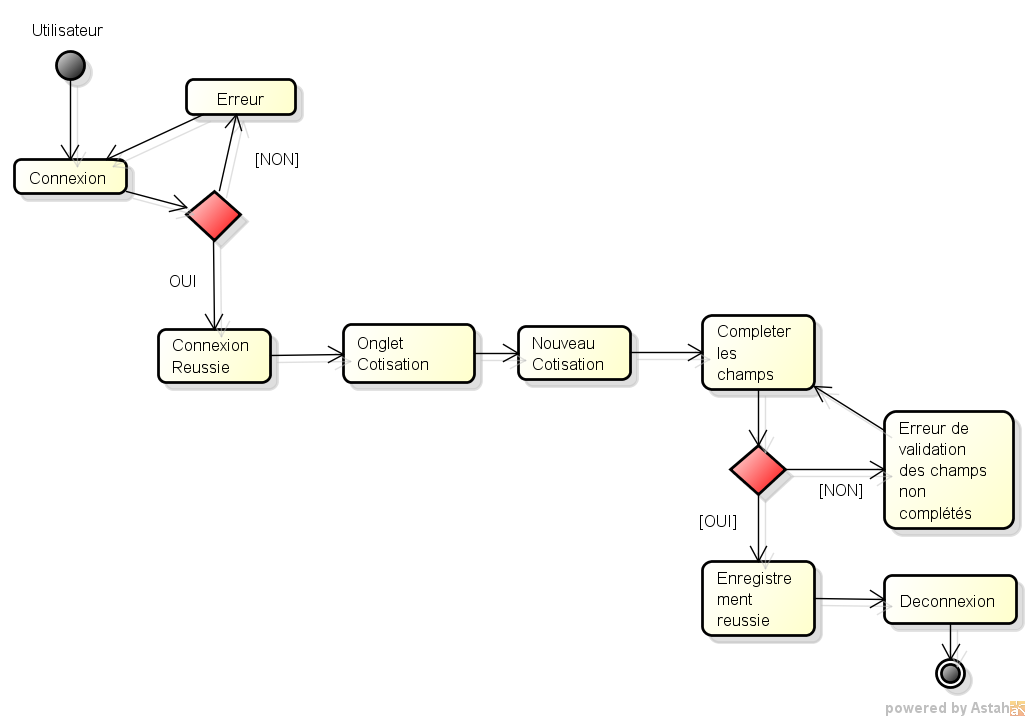 Utilisateur
Erreur
[NON]
Connexion
OUI
Connexion
Reussie
Onglet
Cotisation
Nouveau
Cotisation
Completer
les
champs
Erreur de
validation
des champs
non
complétés
[NON]
[OUI]
Enregistre
ment
reussie
Deconnexion
powered by Astah